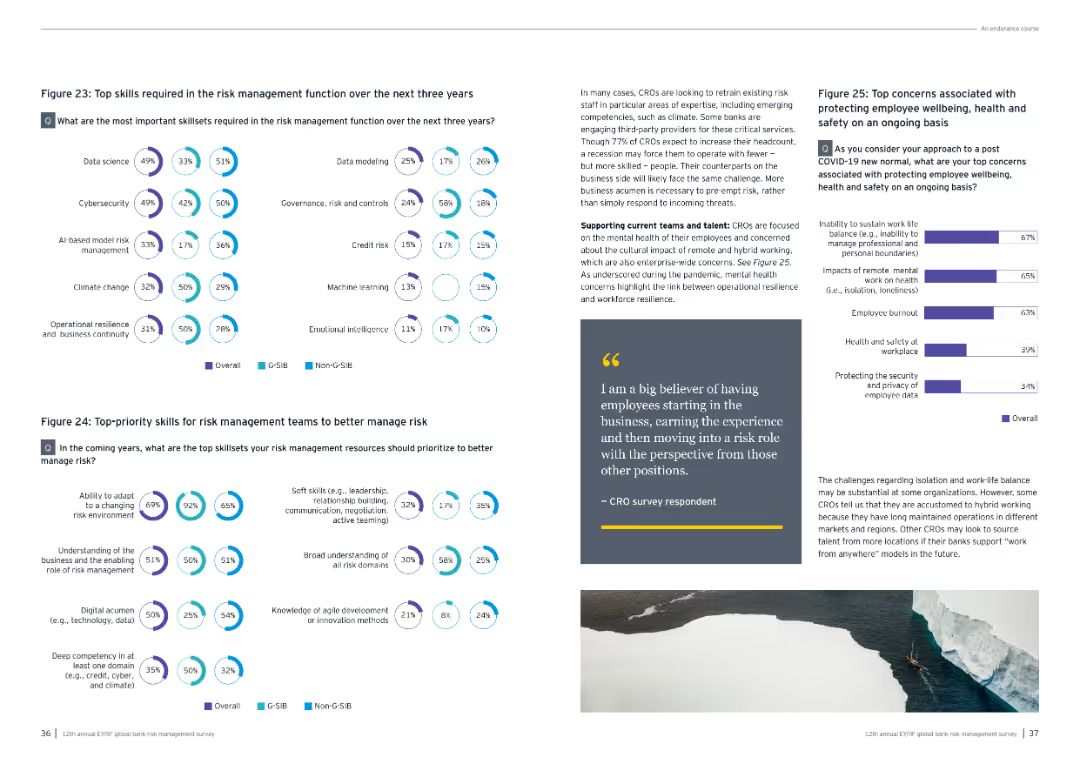 An endurance course
Figure 23: Top skills required in the risk management function over the next three years
Q What are the most important skillsets required in the risk management function over the next three years?
Data science 49% 33% 51%
Cybersecurity 49% 42% 50%
AI-based model risk
management 33% 17% 36%
Climate change 32% 50% 29%
Operational resilience
and business continuity 31% 50% 28%
Data modeling 25% 17% 26%
Governance, risk and controls 24% 58% 18%
Credit risk 15% 17% 15%
Machine learning 13% 15%
Emotional intelligence 11% 17% 10%
Overall G-SIB Non-G-SIB
Figure 24: Top-priority skills for risk management teams to better manage risk
Q In the coming years, what are the top skillsets your risk management resources should prioritize to better
manage risk?
Ability to adapt
to a changing
risk environment 69% 92% 65%
Understanding of the
business and the enabling
role of risk management 51% 50% 51%
Digital acumen
(e.g., technology, data) 50% 25% 54%
Deep competency in at
least one domain
(e.g., credit, cyber,
and climate) 35% 50% 32%
Soft skills (e.g., leadership,
relationship building,
communication, negotiation,
active teaming) 32% 17% 35%
Broad understanding of
all risk domains 30% 58% 25%
Knowledge of agile development
or innovation methods 21% 8% 24%
Overall G-SIB Non-G-SIB
36 | 12th annual EY/IIF global bank risk management survey
In many cases, CROs are looking to retrain existing risk
staff in particular areas of expertise, including emerging
competencies, such as climate. Some banks are
engaging third-party providers for these critical services.
Though 77% of CROs expect to increase their headcount,
a recession may force them to operate with fewer —
but more skilled — people. Their counterparts on the
business side will likely face the same challenge. More
business acumen is necessary to pre-empt risk, rather
than simply respond to incoming threats.
Supporting current teams and talent: CROs are focused
on the mental health of their employees and concerned
about the cultural impact of remote and hybrid working,
which are also enterprise-wide concerns. See Figure 25.
As underscored during the pandemic, mental health
concerns highlight the link between operational resilience
and workforce resilience.
“
I am a big believer of having
employees starting in the
business, earning the experience
and then moving into a risk role
with the perspective from those
other positions.
— CRO survey respondent
Figure 25: Top concerns associated with
protecting employee wellbeing, health and
safety on an ongoing basis
Q As you consider your approach to a post
COVID-19 new normal, what are your top concerns
associated with protecting employee wellbeing,
health and safety on an ongoing basis?
Inability to sustain work life
balance (e.g., inability to
manage professional and
personal boundaries) 67%
Impacts of remote mental
work on health
(i.e., isolation, loneliness) 65%
Employee burnout 63%
Health and safety at
workplace 39%
Protecting the security
and privacy of
employee data 34%
Overall
The challenges regarding isolation and work-life balance
may be substantial at some organizations. However, some
CROs tell us that they are accustomed to hybrid working
because they have long maintained operations in different
markets and regions. Other CROs may look to source
talent from more locations if their banks support “work
from anywhere” models in the future.
12th annual EY/IIF global bank risk management survey | 37